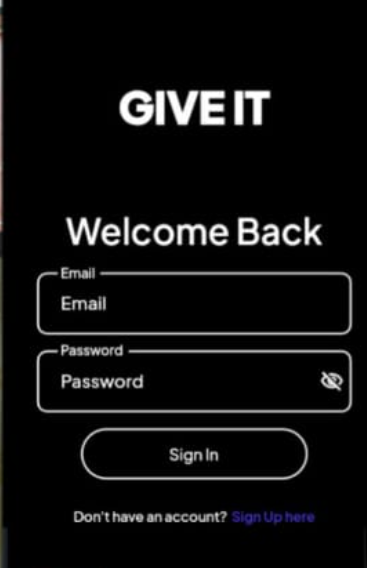 GIVE IT
Welcome Back
Email
Email
Password
Password
Sign In
Don't have an account? Sign Up here